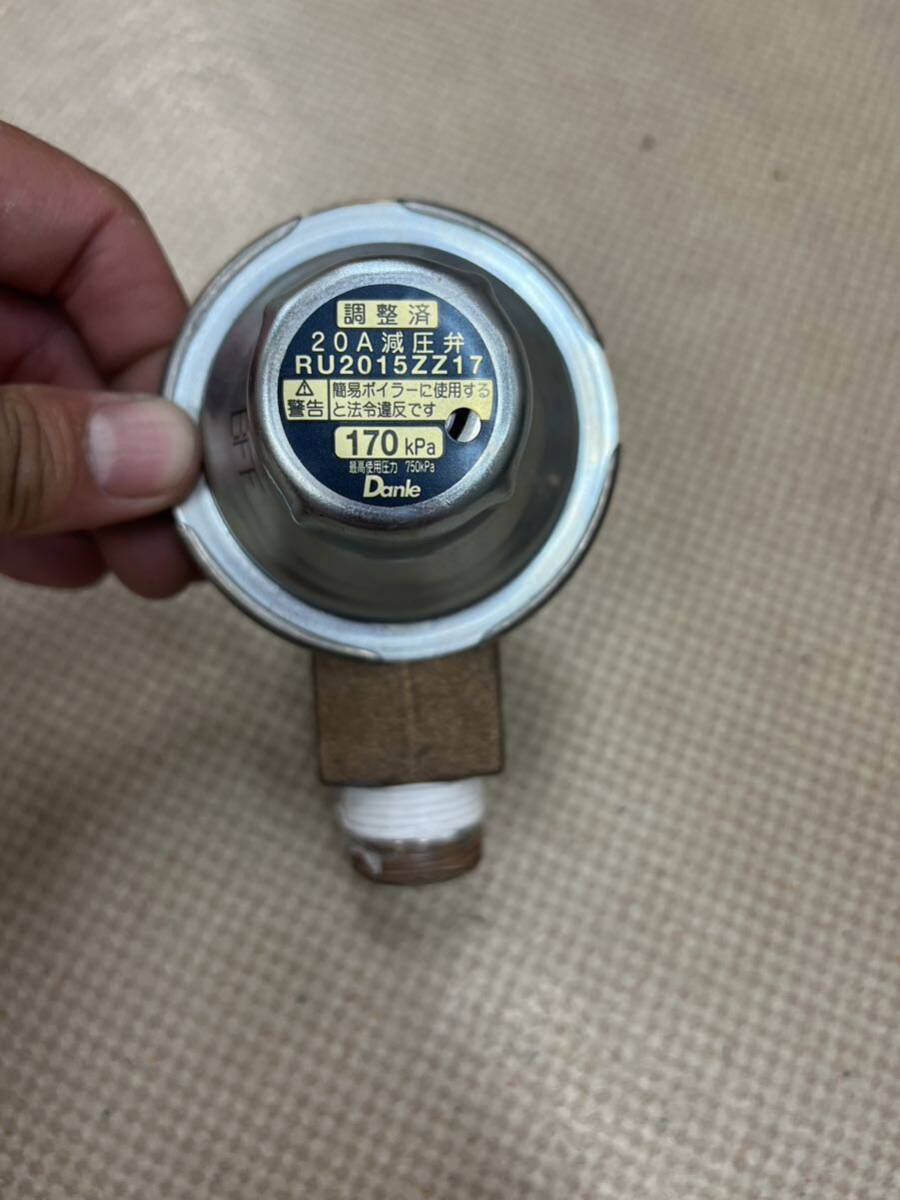 調整済
20A減圧弁
RU2015ZZ17
警告
簡易ボイラーに使用する
と法令違反です
170 kPa
最高使用圧力 750kPa
Danle